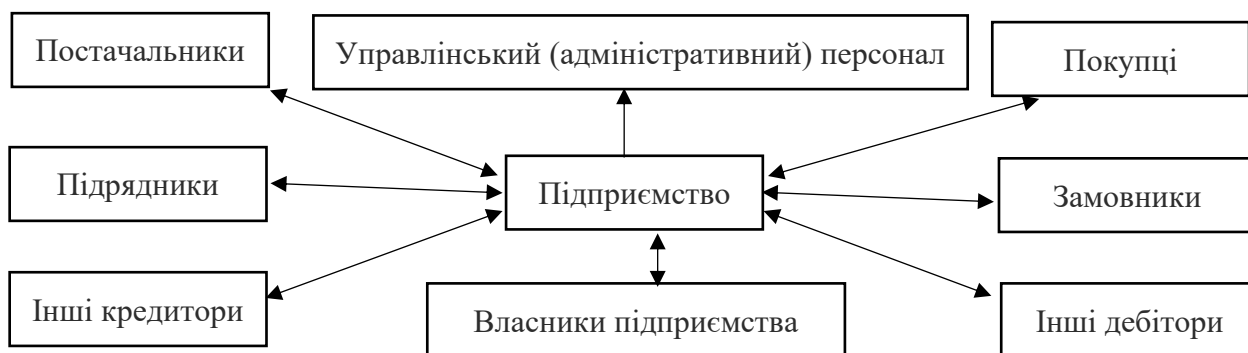 Постачальники
Управлінський (адміністративний) персонал
Покупці
Підрядники
Підприємство
Замовники
Інші кредитори
Власники підприємства
Інші дебітори